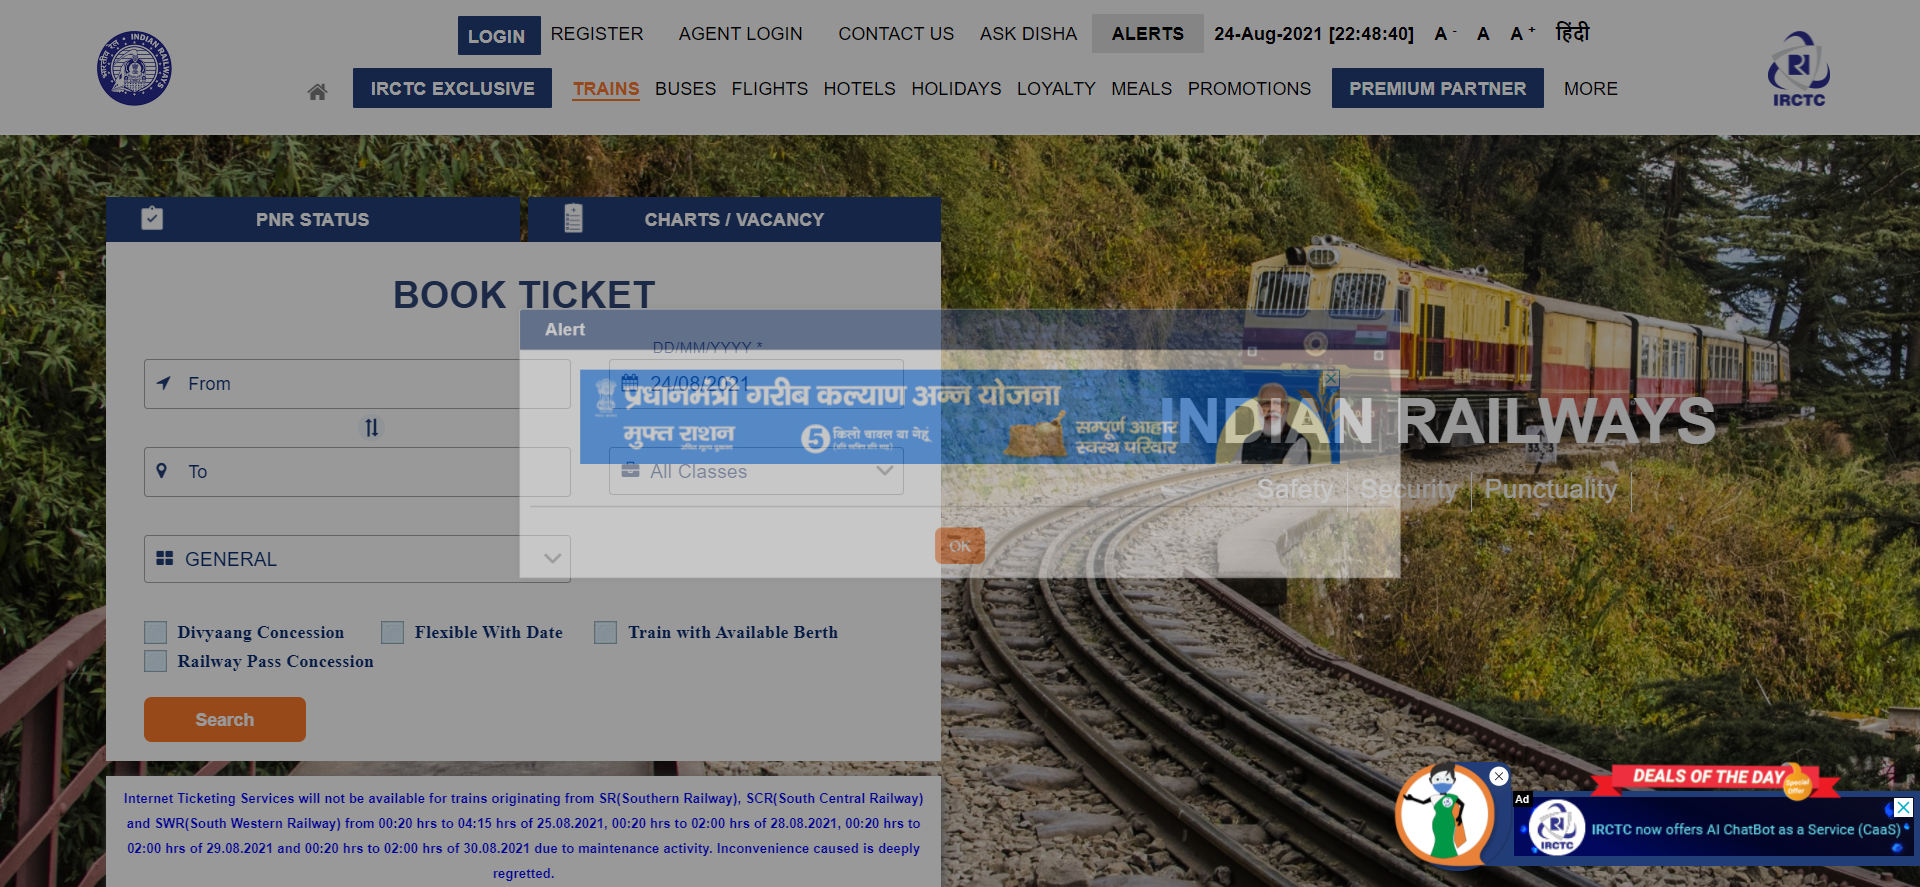 LOGIN REGISTER AGENT LOGIN CONTACT US ASK DISHA ALERTS 24-Aug-2021 [22:48:40] A - A A + हिंदी
IRCTC EXCLUSIVE TRAINS BUSES FLIGHTS HOTELS HOLIDAYS LOYALTY MEALS PROMOTIONS PREMIUM PARTNER MORE
भारतीय रेल INDIAN RAILWAYS
IRCTC
PNR STATUS
CHARTS / VACANCY
BOOK TICKET
Alert
DD/MM/YYYY *
From
24/08/2021
प्रधानमंत्री गरीब कल्याण अन्न योजना
मुफ्त राशन
5 किलो चावल या गेहूं
सम्पूर्ण आहार
स्वस्थ परिवार
INDIAN RAILWAYS
To
All Classes
Safety Security Punctuality
OK
GENERAL
Divyaang Concession
Flexible With Date
Train with Available Berth
Railway Pass Concession
Search
Internet Ticketing Services will not be available for trains originating from SR(Southern Railway), SCR(South Central Railway)
and SWR(South Western Railway) from 00:20 hrs to 04:15 hrs of 25.08.2021, 00:20 hrs to 02:00 hrs of 28.08.2021, 00:20 hrs to
02:00 hrs of 29.08.2021 and 00:20 hrs to 02:00 hrs of 30.08.2021 due to maintenance activity. Inconvenience caused is deeply
regretted.
DEALS OF THE DAY
Special
Offer
Ad
IRCTC
IRCTC now offers AI ChatBot as a Service (CaaS)